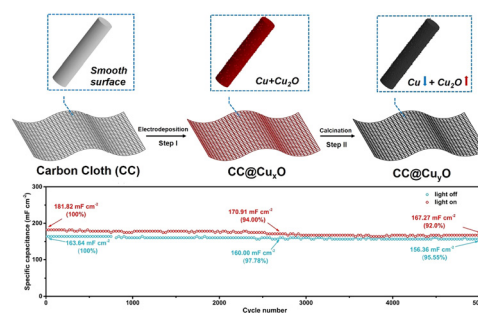 Smooth
surface
Cu+Cu₂O
Cu↓ + Cu₂O↑
Electrodeposition
Step I
Calcination
Step II
Carbon Cloth (CC)
CC@CuₓO
CC@CuᵧO
Specific capacitance (mF cm⁻²)
300
200
100
0
light off
light on
181.82 mF cm⁻²
(100%)
170.91 mF cm⁻²
(94.00%)
167.27 mF cm⁻²
(92.0%)
163.64 mF cm⁻²
(100%)
160.00 mF cm⁻²
(97.78%)
156.36 mF cm⁻²
(95.55%)
0
1000
2000
3000
4000
Cycle number